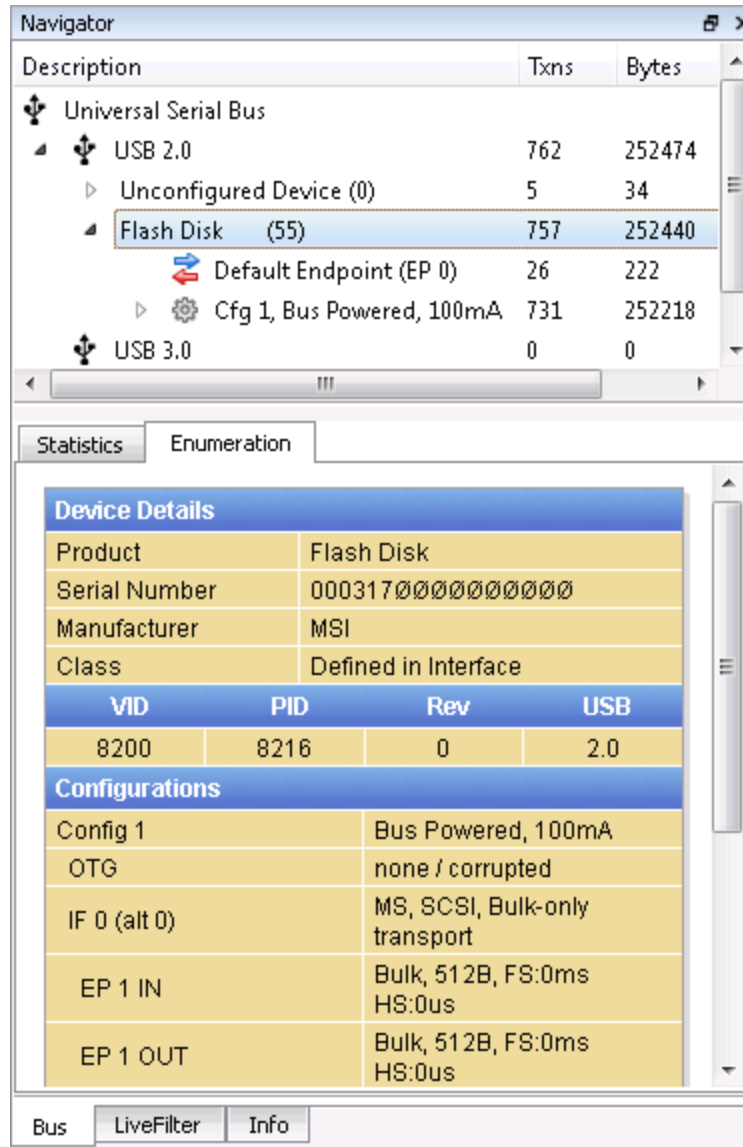 Navigator
Description Txns Bytes
Universal Serial Bus
USB 2.0 762 252474
Unconfigured Device (0) 5 34
Flash Disk (55) 757 252440
Default Endpoint (EP 0) 26 222
Cfg 1, Bus Powered, 100mA 731 252218
USB 3.0 0 0
Statistics Enumeration
Device Details
Product Flash Disk
Serial Number 000317ØØØØØØØØØØ
Manufacturer MSI
Class Defined in Interface
VID PID Rev USB
8200 8216 0 2.0
Configurations
Config 1 Bus Powered, 100mA
OTG none / corrupted
IF 0 (alt 0) MS, SCSI, Bulk-only
transport
EP 1 IN Bulk, 512B, FS:0ms
HS:0us
EP 1 OUT Bulk, 512B, FS:0ms
HS:0us
Bus LiveFilter Info